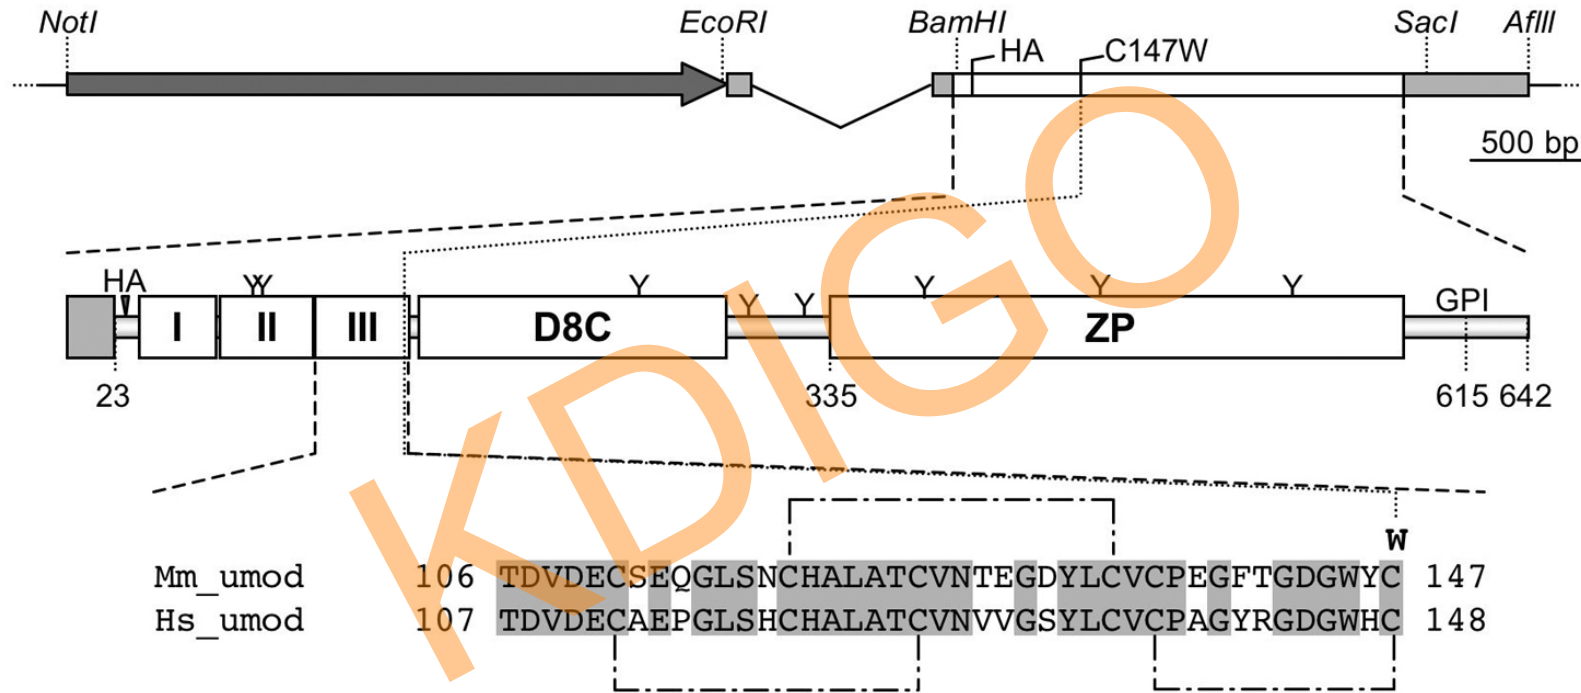 NotI EcoRI BamHI SacI AflII
HA C147W
500 bp
HA Y Y Y Y Y Y Y Y GPI
I II III D8C ZP
23 335 615 642
W
Mm_umod 106 TDVDECSEQGLSNCHALATCVNTEGDYLCVCPEGFTGDGWYC 147
Hs_umod 107 TDVDECAEPGLSHCHALATCVNVVGSYLCVCPAGYRGDGWHC 148
KDIGO